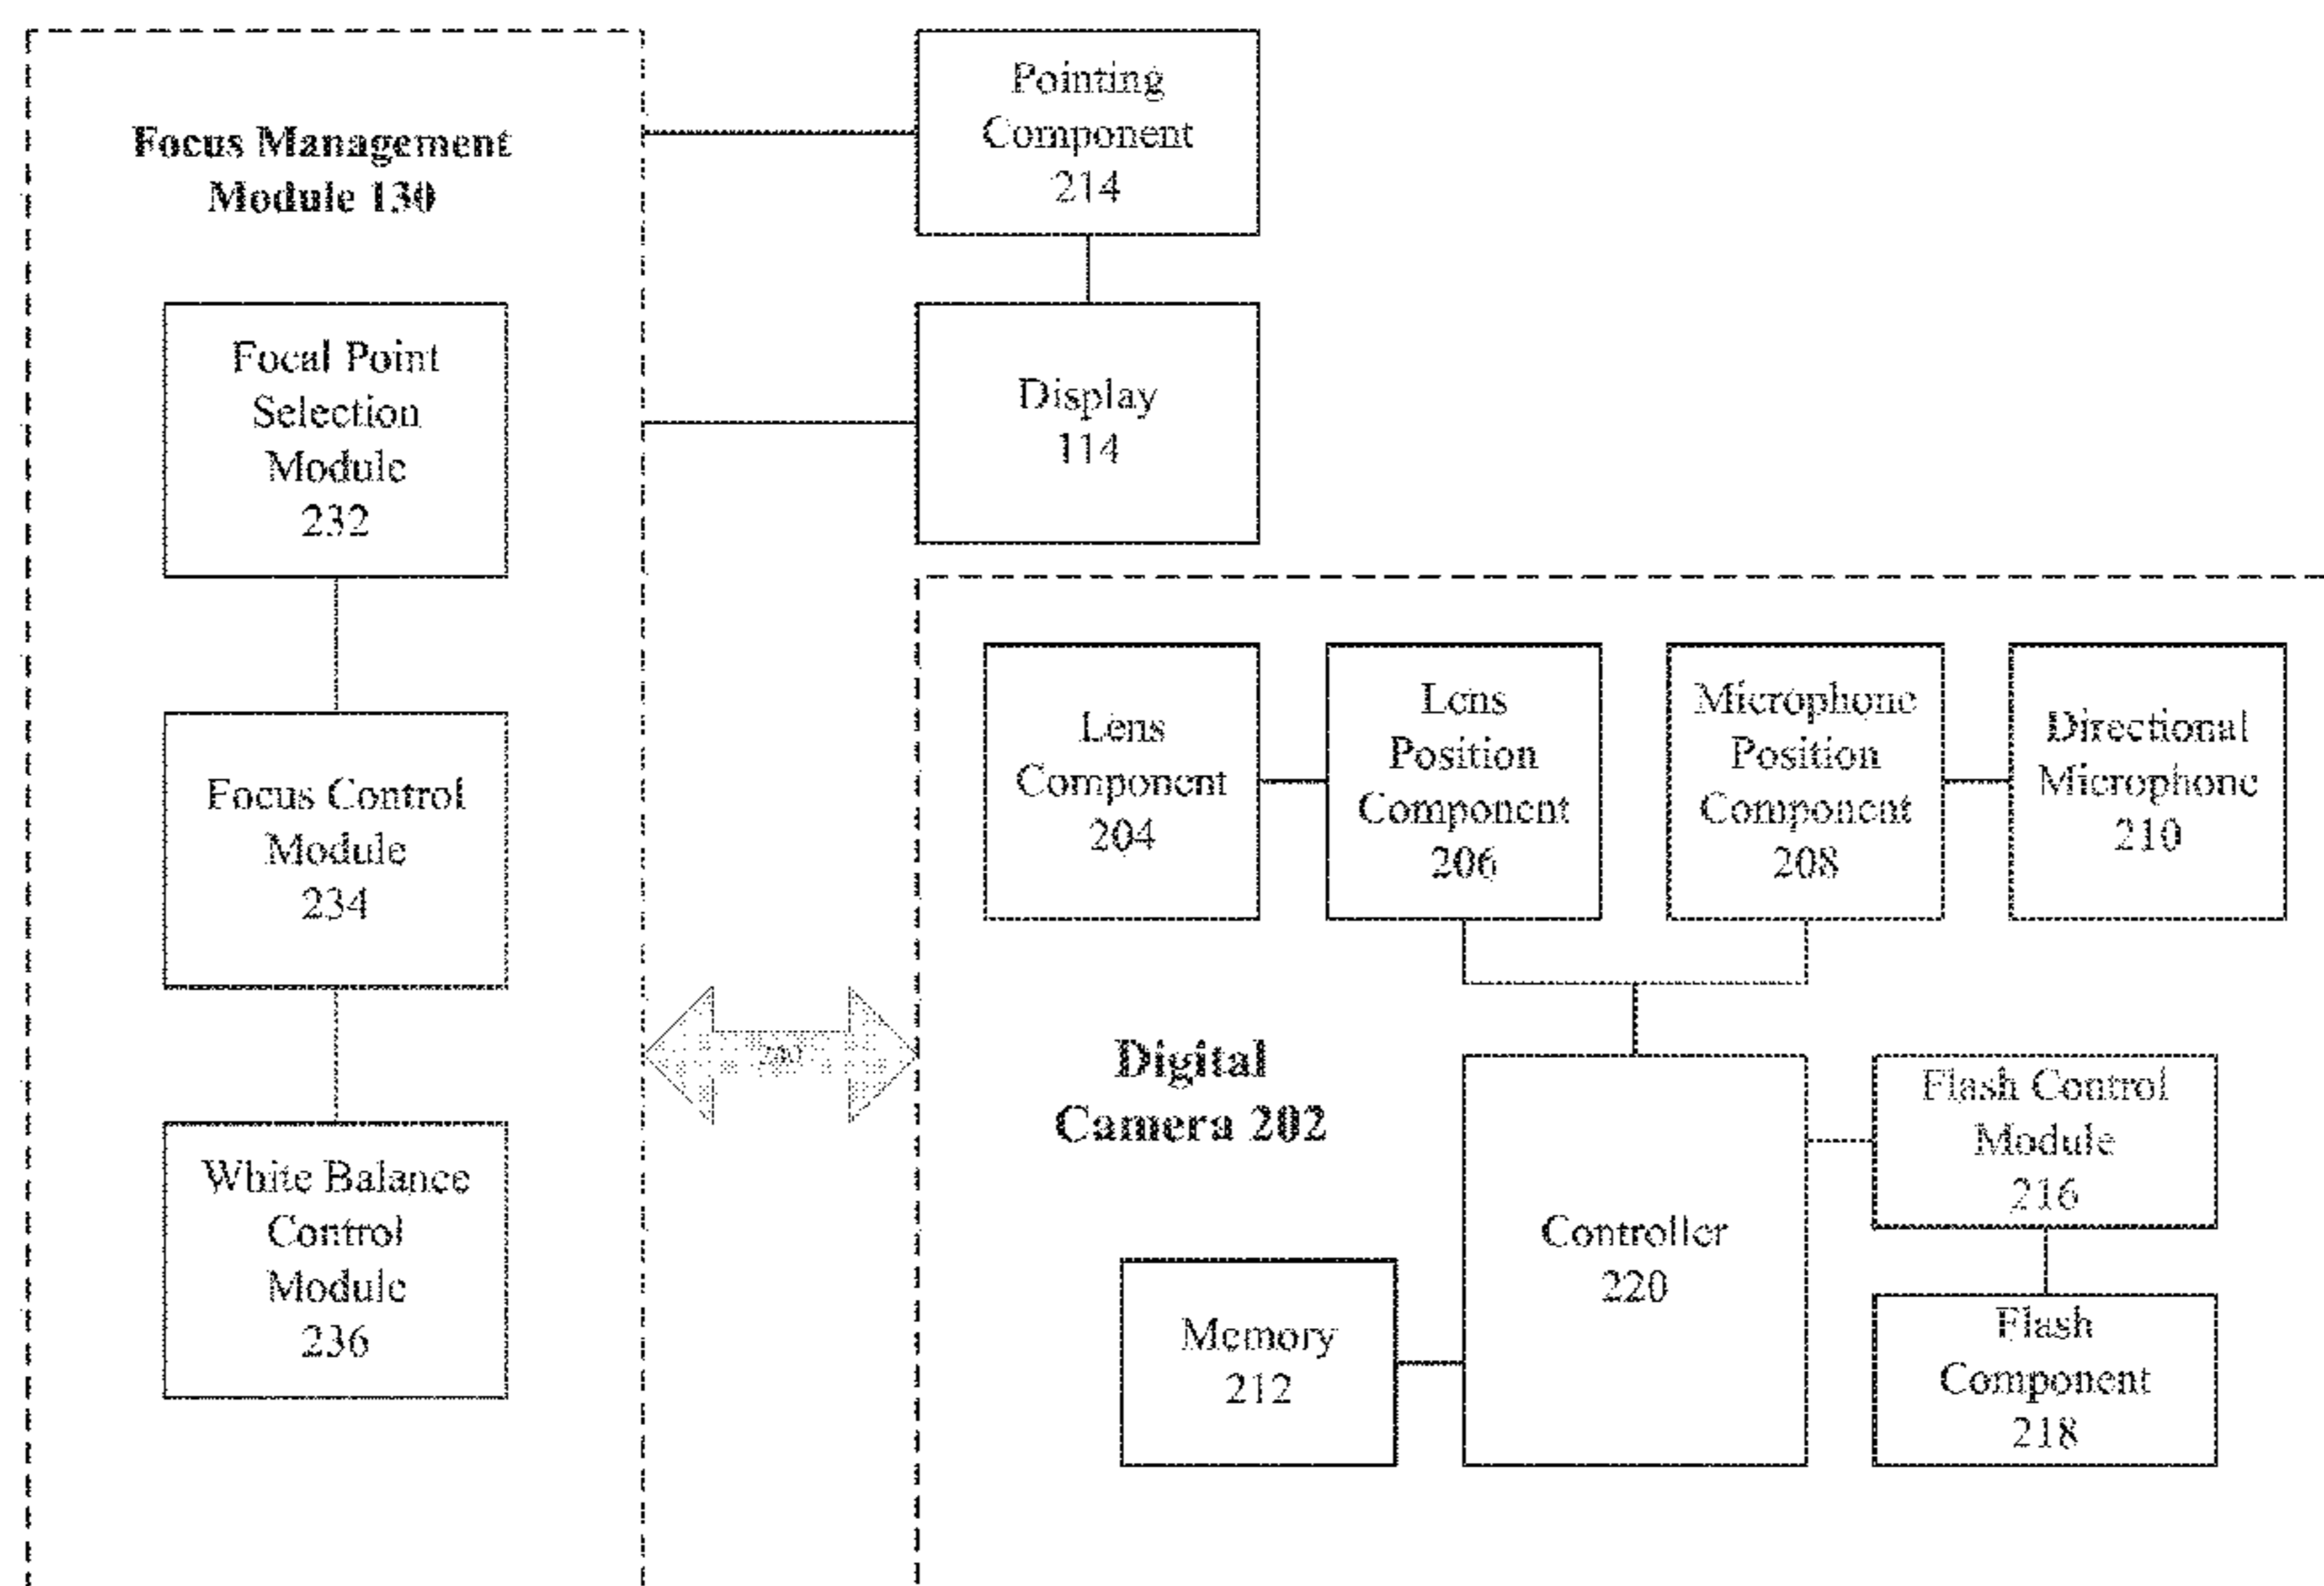 Focus Management
Module 130
Focal Point
Selection
Module
232
Focus Control
Module
234
White Balance
Control
Module
236
Pointing
Component
214
Display
114
Lens
Component
204
Lens
Position
Component
206
Microphone
Position
Component
208
Directional
Microphone
210
Digital
Camera 202
Controller
220
Flash Control
Module
216
Flash
Component
218
Memory
212